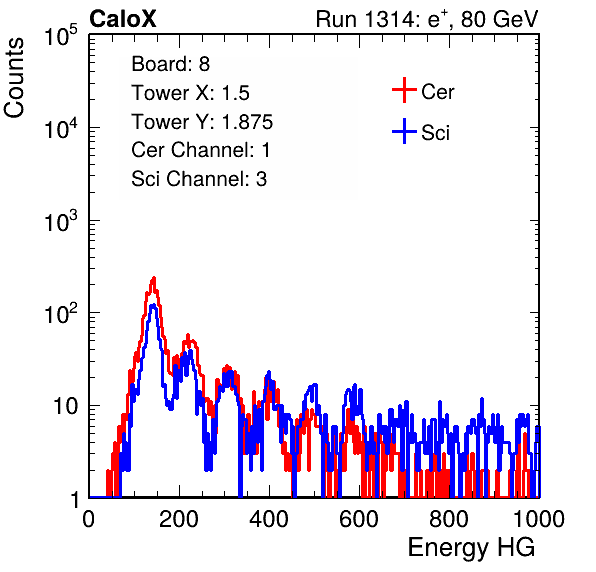 CaloX
Run 1314: e⁺, 80 GeV
Counts
10⁵
10⁴
10³
10²
10
1
Board: 8
Tower X: 1.5
Tower Y: 1.875
Cer Channel: 1
Sci Channel: 3
Cer
Sci
0 200 400 600 800 1000
Energy HG